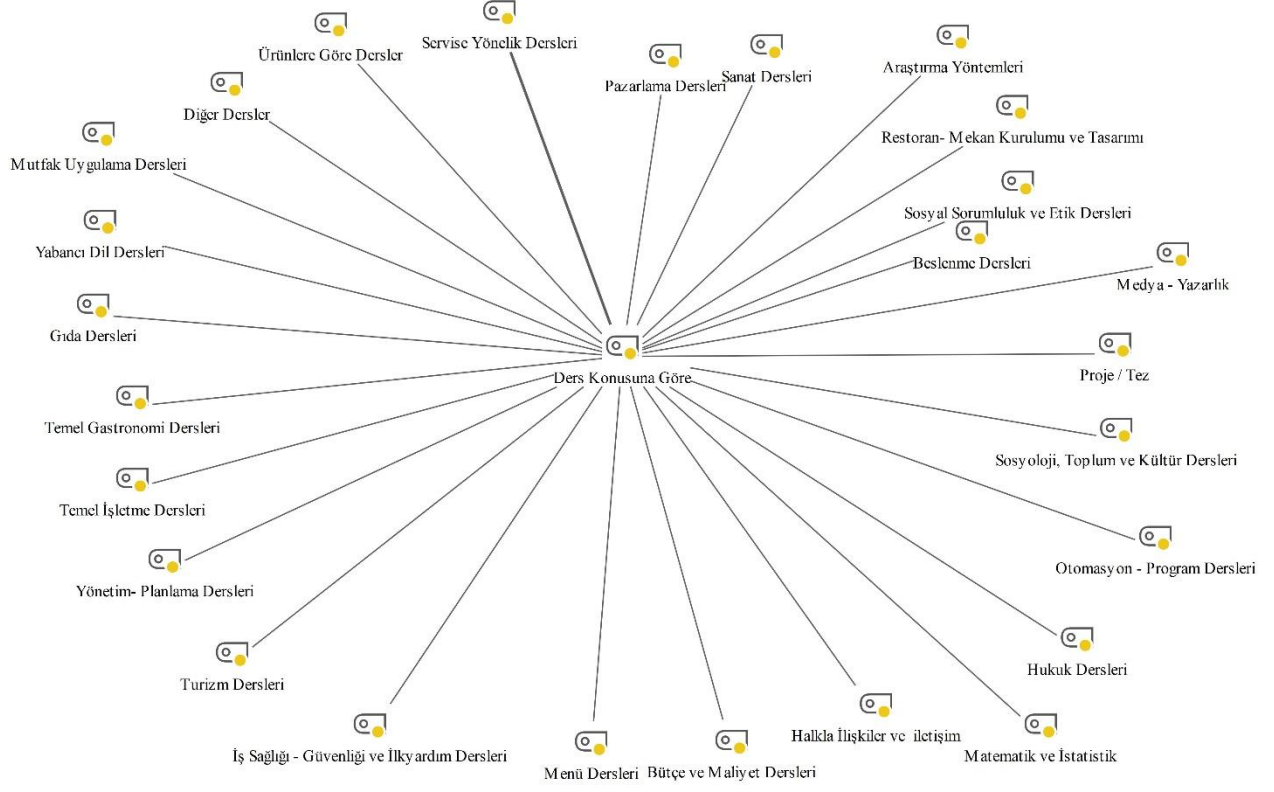 Servise Yönelik Dersleri
Ürünlere Göre Dersler
Araştırma Yöntemleri
Sanat Dersleri
Pazarlama Dersleri
Diğer Dersler
Restoran- Mekan Kurulumu ve Tasarımı
Mutfak Uygulama Dersleri
Sosyal Sorumluluk ve Etik Dersleri
Yabancı Dil Dersleri
Beslenme Dersleri
Medya - Yazarlık
Gıda Dersleri
Ders Konusuna Göre
Proje / Tez
Temel Gastronomi Dersleri
Sosyoloji, Toplum ve Kültür Dersleri
Temel İşletme Dersleri
Otomasyon - Program Dersleri
Yönetim- Planlama Dersleri
Hukuk Dersleri
Turizm Dersleri
Halkla İlişkiler ve iletişim
İş Sağlığı - Güvenliği ve İlkyardım Dersleri
Matematik ve İstatistik
Menü Dersleri
Bütçe ve Maliyet Dersleri